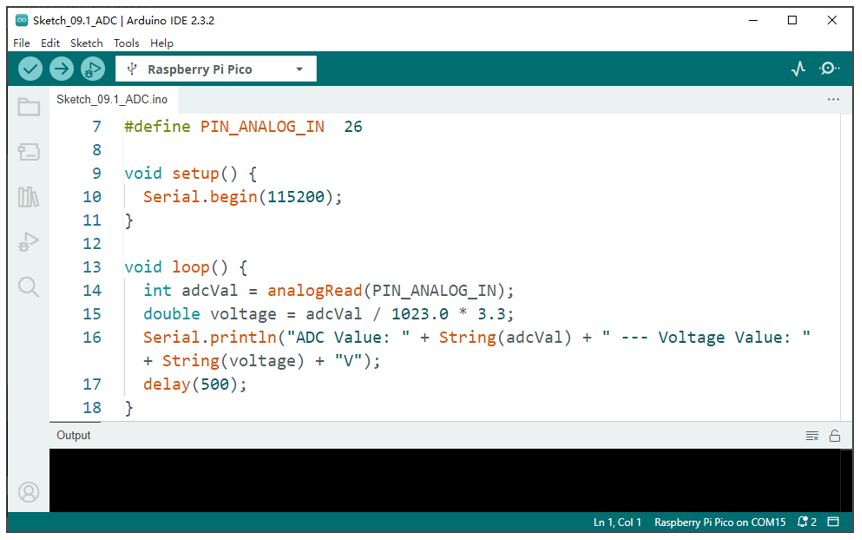 Sketch_09.1_ADC | Arduino IDE 2.3.2
File Edit Sketch Tools Help
Raspberry Pi Pico
Sketch_09.1_ADC.ino
7 #define PIN_ANALOG_IN  26
8
9 void setup() {
10   Serial.begin(115200);
11 }
12
13 void loop() {
14   int adcVal = analogRead(PIN_ANALOG_IN);
15   double voltage = adcVal / 1023.0 * 3.3;
16   Serial.println("ADC Value: " + String(adcVal) + " --- Voltage Value: "
+ String(voltage) + "V");
17   delay(500);
18 }
Output
Ln 1, Col 1 Raspberry Pi Pico on COM15 2